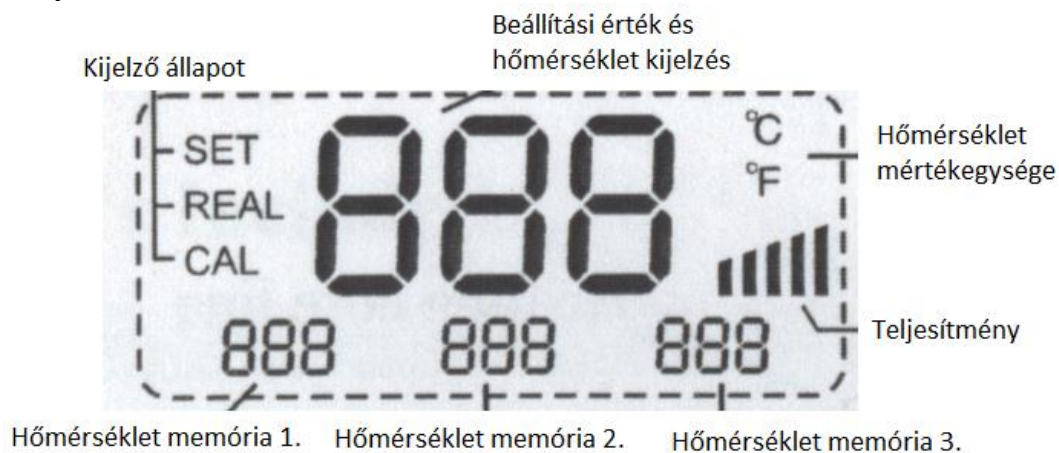 Beállítási érték és
hőmérséklet kijelzés
Kijelző állapot
SET
REAL
CAL
888
°C
°F
Hőmérséklet
mértékegysége
Teljesítmény
888 888 888
Hőmérséklet memória 1. Hőmérséklet memória 2. Hőmérséklet memória 3.